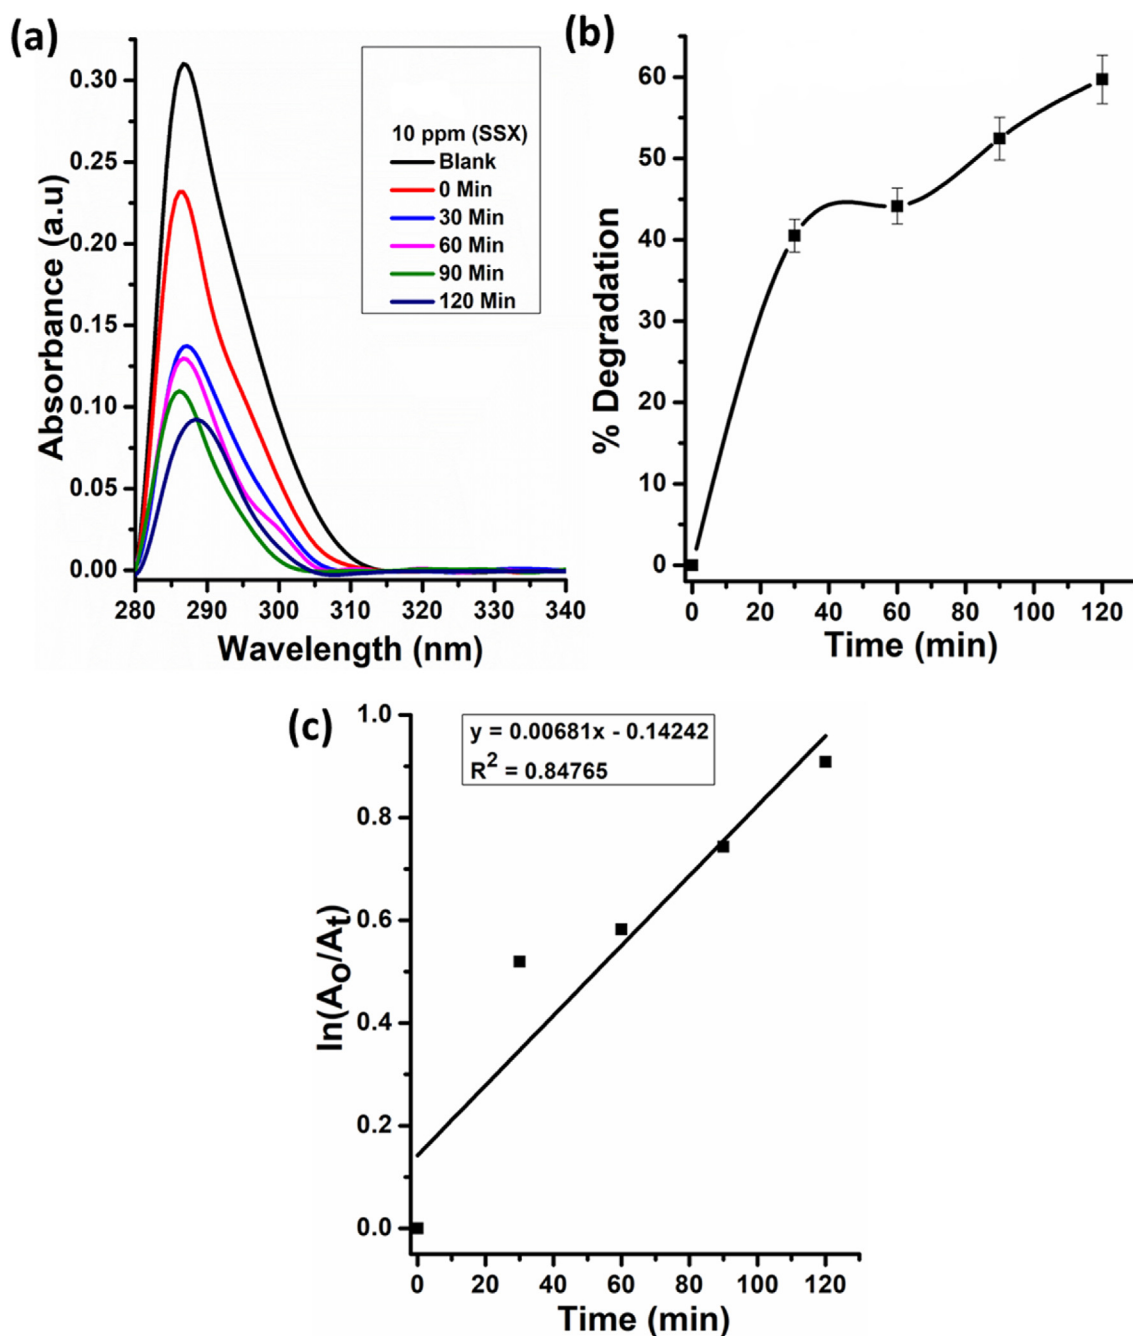 (a)
Absorbance (a.u)
0.30
0.25
0.20
0.15
0.10
0.05
0.00
280 290 300 310 320 330 340
Wavelength (nm)
10 ppm (SSX)
Blank
0 Min
30 Min
60 Min
90 Min
120 Min
(b)
% Degradation
60
50
40
30
20
10
0
0 20 40 60 80 100 120
Time (min)
(c)
ln(Ao/At)
1.0
0.8
0.6
0.4
0.2
0.0
y = 0.00681x - 0.14242
R² = 0.84765
0 20 40 60 80 100 120
Time (min)